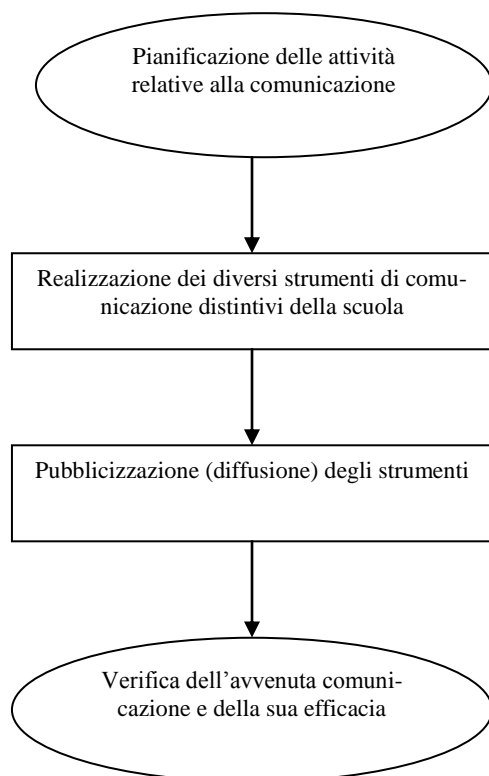 Pianificazione delle attività
relative alla comunicazione
Realizzazione dei diversi strumenti di comu-
nicazione distintivi della scuola
Pubblicizzazione (diffusione) degli strumenti
Verifica dell’avvenuta comuni-
cazione e della sua efficacia